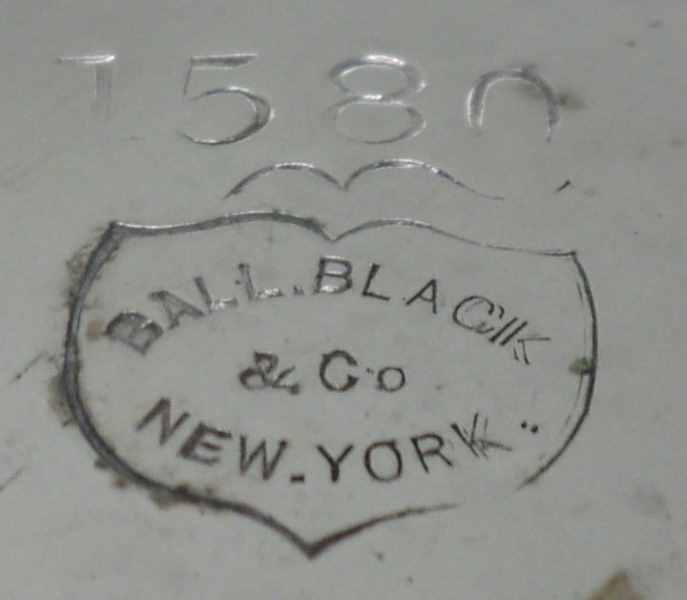 1580
BALL. BLACK
& Co
NEW-YORK.